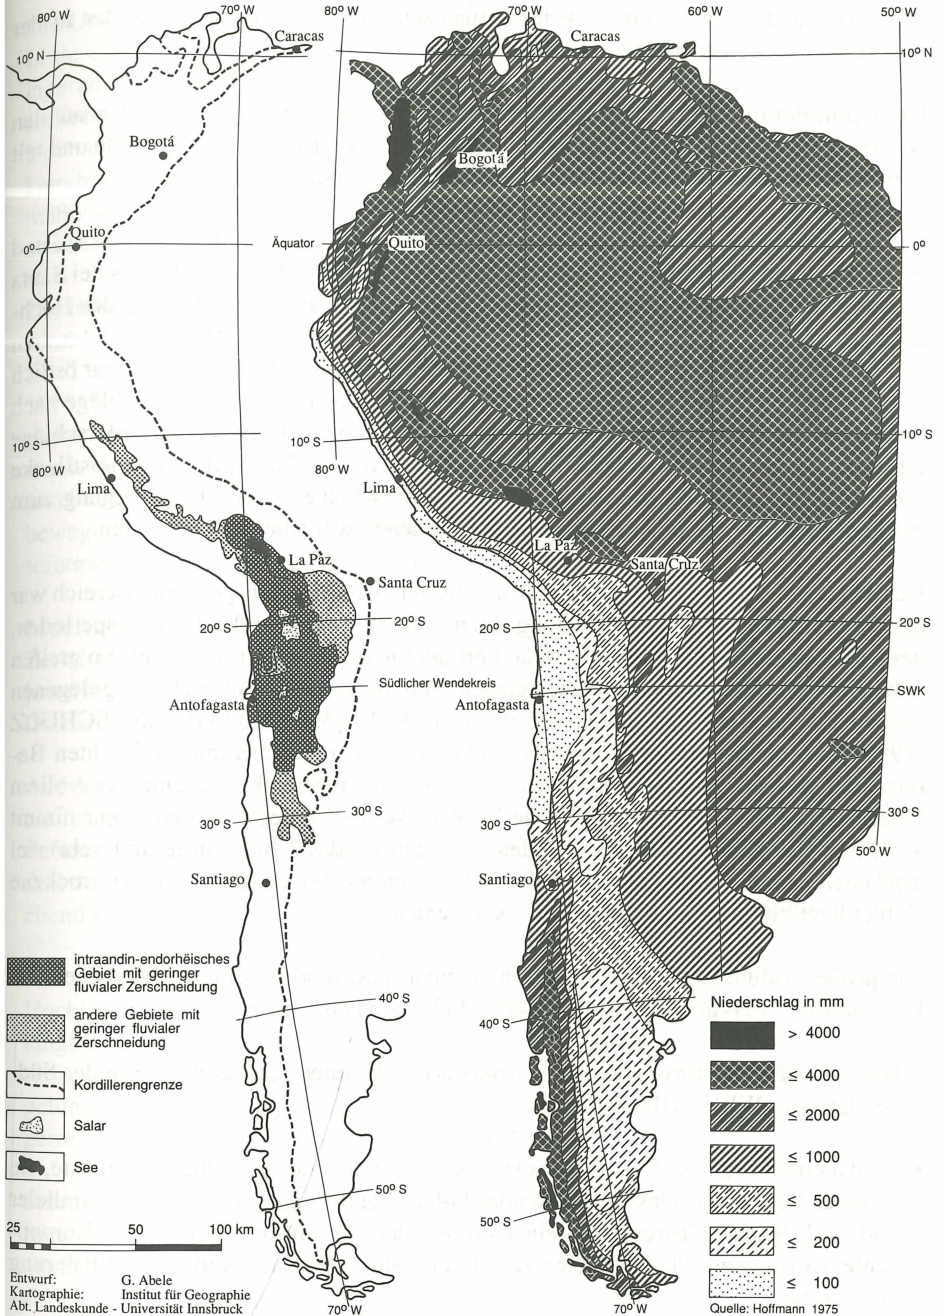 80° W
70° W
80° W
70° W
60° W
50° W
Caracas
Caracas
10° N
10° N
Bogotá
Bogotá
Quito
Äquator
Quito
0°
0°
10° S
80° W
10° S
80° W
10° S
Lima
Lima
La Paz
La Paz
Santa Cruz
Santa Cruz
20° S
20° S
20° S
20° S
Südlicher Wendekreis
SWK
Antofagasta
Antofagasta
30° S
30° S
30° S
30° S
50° W
Santiago
Santiago
40° S
40° S
50° S
50° S
70° W
70° W
intraandin-endorhëisches
Gebiet mit geringer
fluvialer Zerschneidung
andere Gebiete mit
geringer fluvialer
Zerschneidung
Kordillerengrenze
Salar
See
25 50 100 km
Entwurf: G. Abele
Kartographie: Institut für Geographie
Abt. Landeskunde - Universität Innsbruck
Niederschlag in mm
> 4000
≤ 4000
≤ 2000
≤ 1000
≤ 500
≤ 200
≤ 100
Quelle: Hoffmann 1975